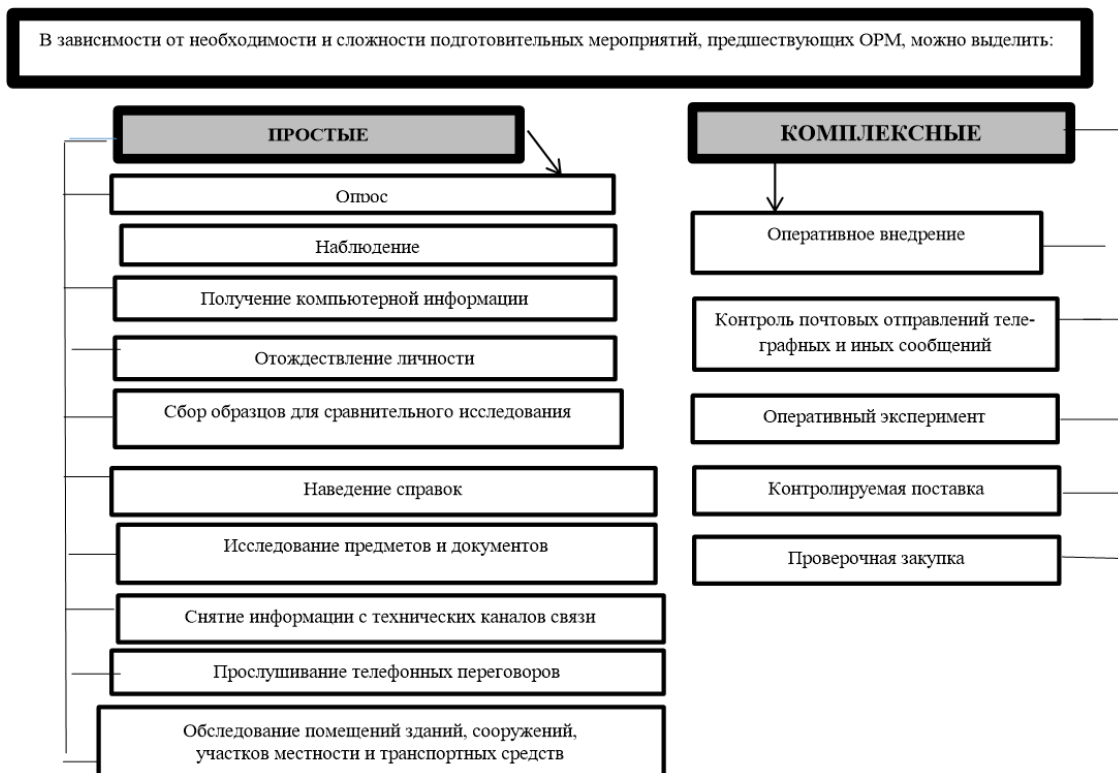 В зависимости от необходимости и сложности подготовительных мероприятий, предшествующих ОРМ, можно выделить:
ПРОСТЫЕ
Опрос
Наблюдение
Получение компьютерной информации
Отождествление личности
Сбор образцов для сравнительного исследования
Наведение справок
Исследование предметов и документов
Снятие информации с технических каналов связи
Прослушивание телефонных переговоров
Обследование помещений зданий, сооружений,
участков местности и транспортных средств
КОМПЛЕКСНЫЕ
Оперативное внедрение
Контроль почтовых отправлений теле-
графных и иных сообщений
Оперативный эксперимент
Контролируемая поставка
Проверочная закупка